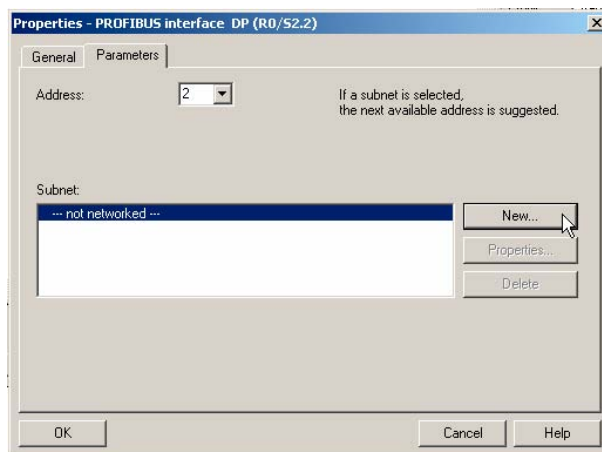 Properties - PROFIBUS interface DP (R0/S2.2)
General Parameters
Address: 2
If a subnet is selected,
the next available address is suggested.
Subnet:
--- not networked ---
New...
Properties...
Delete
OK Cancel Help